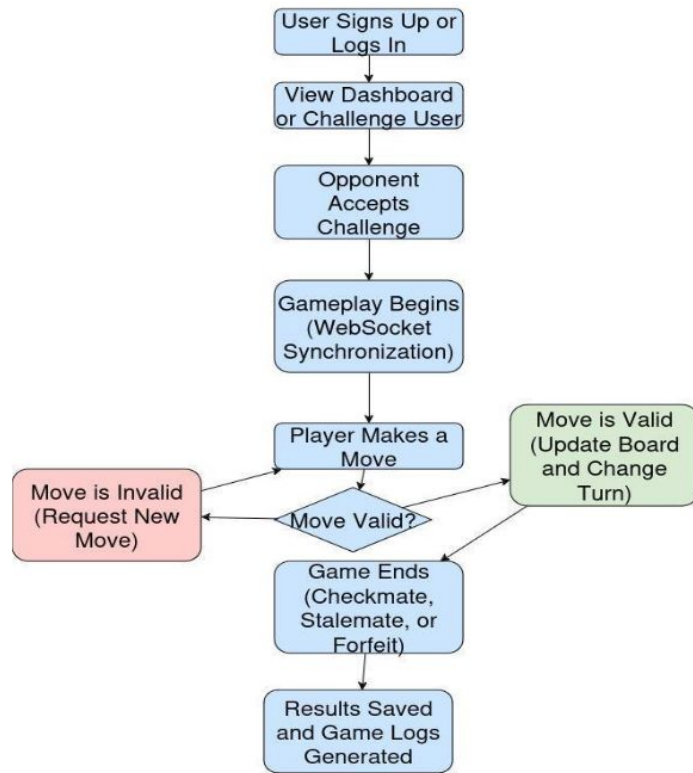 User Signs Up or
Logs In
View Dashboard
or Challenge User
Opponent
Accepts
Challenge
Gameplay Begins
(WebSocket
Synchronization)
Player Makes a
Move
Move is Valid
(Update Board
and Change
Turn)
Move is Invalid
(Request New
Move)
Move Valid?
Game Ends
(Checkmate,
Stalemate, or
Forfeit)
Results Saved
and Game Logs
Generated